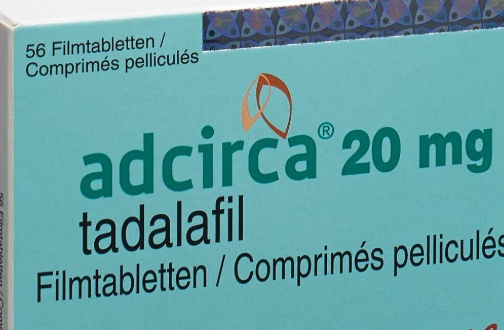 56 Filmtabletten /
Comprimés pelliculés
adcirca® 20 mg
tadalafil
Filmtabletten / Comprimés pelliculés